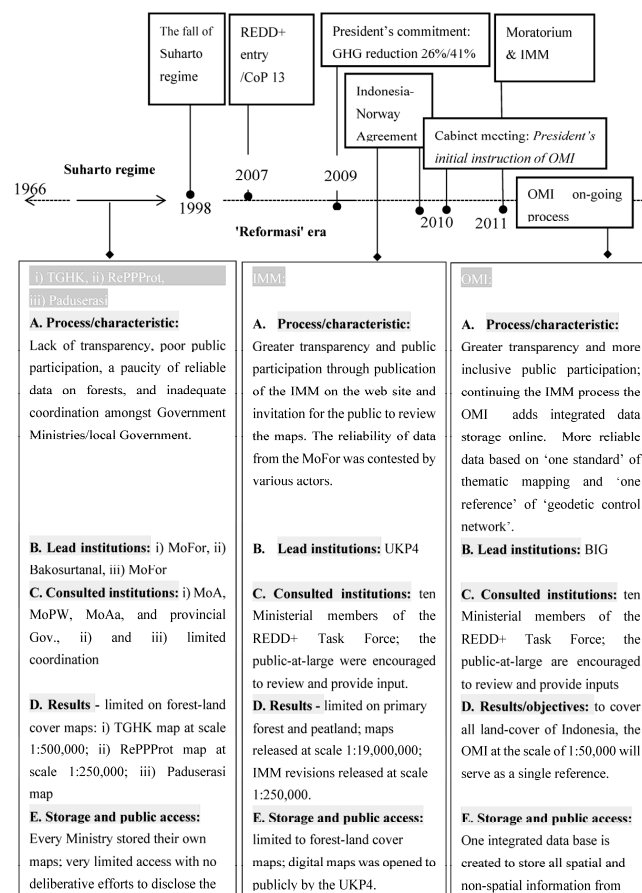 The fall of
Suharto
regime
REDD+
entry
/CoP 13
President's commitment:
GHG reduction 26%/41%
Moratorium
& IMM
Indonesia-
Norway
Agreement
Cabinet meeting: President's
initial instruction of OMI
Suharto regime
1966
1998
2007
2009
2010
2011
OMI on-going
process
'Reformasi' era
i) TGHK, ii) RePPProt,
iii) Paduserasi
A. Process/characteristic:
Lack of transparency, poor public
participation, a paucity of reliable
data on forests, and inadequate
coordination amongst Government
Ministries/local Government.
B. Lead institutions: i) MoFor, ii)
Bakosurtanal, iii) MoFor
C. Consulted institutions: i) MoA,
MoPW, MoAa, and provincial
Gov., ii) and iii) limited
coordination
D. Results - limited on forest-land
cover maps: i) TGHK map at scale
1:500,000; ii) RePPProt map at
scale 1:250,000; iii) Paduserasi
map
E. Storage and public access:
Every Ministry stored their own
maps; very limited access with no
deliberative efforts to disclose the
IMM:
A. Process/characteristic:
Greater transparency and public
participation through publication
of the IMM on the web site and
invitation for the public to review
the maps. The reliability of data
from the MoFor was contested by
various actors.
B. Lead institutions: UKP4
C. Consulted institutions: ten
Ministerial members of the
REDD+ Task Force; the
public-at-large were encouraged
to review and provide input.
D. Results - limited on primary
forest and peatland; maps
released at scale 1:19,000,000;
IMM revisions released at scale
1:250.000.
E. Storage and public access:
limited to forest-land cover
maps; digital maps was opened to
publicly by the UKP4.
OMI:
A. Process/characteristic:
Greater transparency and more
inclusive public participation;
continuing the IMM process the
OMI adds integrated data
storage online. More reliable
data based on 'one standard' of
thematic mapping and 'one
reference' of 'geodetic control
network'.
B. Lead institutions: BIG
C. Consulted institutions: ten
Ministerial members of the
REDD+ Task Force; the
public-at-large are encouraged
to review and provide inputs
D. Results/objectives: to cover
all land-cover of Indonesia, the
OMI at the scale of 1:50,000 will
serve as a single reference.
E. Storage and public access:
One integrated data base is
created to store all spatial and
non-spatial information from